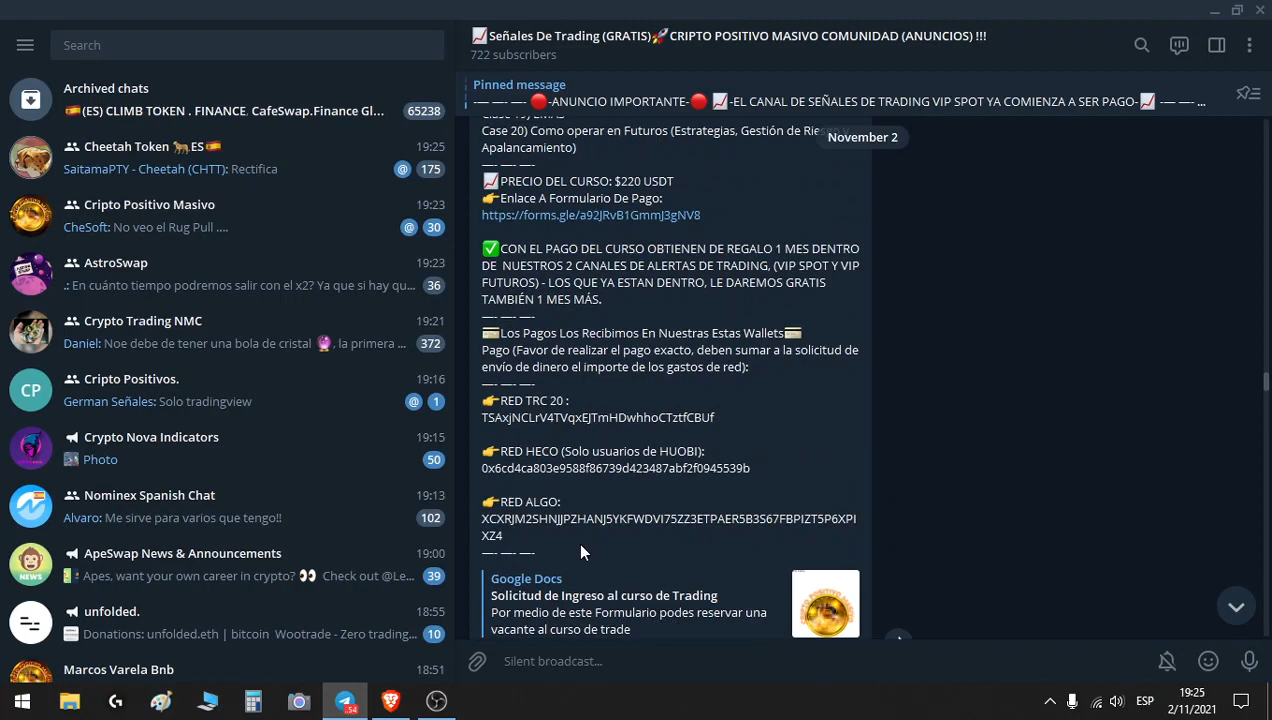 Search
Archived chats
🇪🇸(ES) CLIMB TOKEN . FINANCE, CafeSwap.Finance Gl...
65238
Cheetah Token 🐆ES🇪🇸
19:25
SaitamaPTY - Cheetah (CHTT): Rectifica
@ 175
Cripto Positivo Masivo
19:23
CheSoft: No veo el Rug Pull ....
@ 30
AstroSwap
19:23
.: En cuánto tiempo podremos salir con el x2? Ya que si hay qu...
36
Crypto Trading NMC
19:21
Daniel: Noe debe de tener una bola de cristal 🔮, la primera ...
372
CP
Cripto Positivos.
19:16
German Señales: Solo tradingview
@ 1
Crypto Nova Indicators
19:15
Photo
50
Nominex Spanish Chat
19:13
Alvaro: Me sirve para varios que tengo!!
102
NEWS
ApeSwap News & Announcements
19:00
Apes, want your own career in crypto? 👀 Check out @Le...
39
unfolded.
18:55
Donations: unfolded.eth | bitcoin Wootrade - Zero trading...
10
Marcos Varela Bnb
18:51
📈Señales De Trading (GRATIS)🚀CRIPTO POSITIVO MASIVO COMUNIDAD (ANUNCIOS) !!!
722 subscribers
Pinned message
-— —- —- 🔴-ANUNCIO IMPORTANTE-🔴 📈-EL CANAL DE SEÑALES DE TRADING VIP SPOT YA COMIENZA A SER PAGO-📈 -— —- ...
November 2
Clase 19) EMAS
Case 20) Como operar en Futuros (Estrategias, Gestión de Riesgo y
Apalancamiento)
—- —- —-
📈PRECIO DEL CURSO: $220 USDT
👉Enlace A Formulario De Pago:
https://forms.gle/a92JRvB1GmmJ3gNV8
✅CON EL PAGO DEL CURSO OBTIENEN DE REGALO 1 MES DENTRO
DE NUESTROS 2 CANALES DE ALERTAS DE TRADING, (VIP SPOT Y VIP
FUTUROS) - LOS QUE YA ESTAN DENTRO, LE DAREMOS GRATIS
TAMBIÉN 1 MES MÁS.
—- —- —-
💳Los Pagos Los Recibimos En Nuestras Estas Wallets💳
Pago (Favor de realizar el pago exacto, deben sumar a la solicitud de
envío de dinero el importe de los gastos de red):
—- —- —-
👉RED TRC 20 :
TSAxjNCLrV4TVqxEJTmHDwhhoCTztfCBUf
👉RED HECO (Solo usuarios de HUOBI):
0x6cd4ca803e9588f86739d423487abf2f0945539b
👉RED ALGO:
XCXRJM2SHNJJPZHANJ5YKFWDVI75ZZ3ETPAER5B3S67FBPIZT5P6XPI
XZ4
—- —- —-
Google Docs
Solicitud de Ingreso al curso de Trading
Por medio de este Formulario podes reservar una
vacante al curso de trade
Silent broadcast...
.54
ESP
19:25
2/11/2021